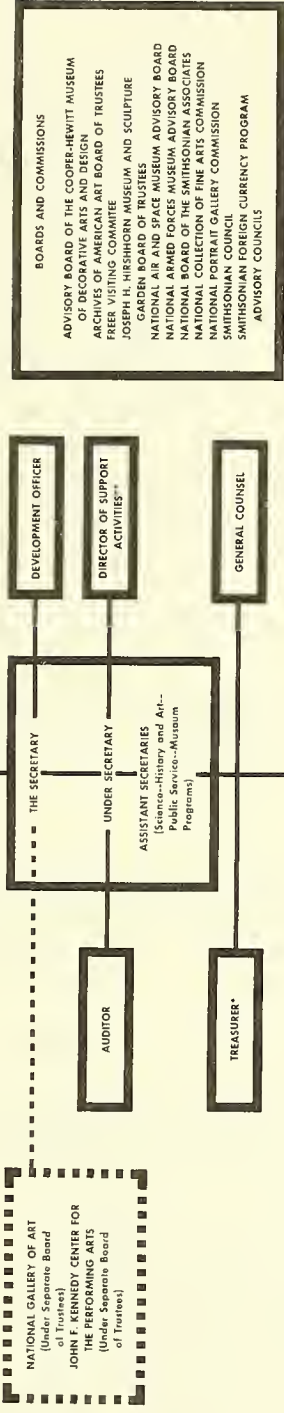 NATIONAL GALLERY OF ART
(Under Separate Board
of Trustees)
JOHN F. KENNEDY CENTER FOR
THE PERFORMING ARTS
(Under Separate Board
of Trustees)
THE SECRETARY
UNDER SECRETARY
ASSISTANT SECRETARIES
(Science--History and Art--
Public Service--Museum
Programs)
AUDITOR
TREASURER*
DEVELOPMENT OFFICER
DIRECTOR OF SUPPORT
ACTIVITIES**
GENERAL COUNSEL
BOARDS AND COMMISSIONS
ADVISORY BOARD OF THE COOPER-HEWITT MUSEUM
OF DECORATIVE ARTS AND DESIGN
ARCHIVES OF AMERICAN ART BOARD OF TRUSTEES
FREER VISITING COMMITEE
JOSEPH H. HIRSHHORN MUSEUM AND SCULPTURE
GARDEN BOARD OF TRUSTEES
NATIONAL AIR AND SPACE MUSEUM ADVISORY BOARD
NATIONAL ARMED FORCES MUSEUM ADVISORY BOARD
NATIONAL BOARD OF THE SMITHSONIAN ASSOCIATES
NATIONAL COLLECTION OF FINE ARTS COMMISSION
NATIONAL PORTRAIT GALLERY COMMISSION
SMITHSONIAN COUNCIL
SMITHSONIAN FOREIGN CURRENCY PROGRAM
ADVISORY COUNCILS